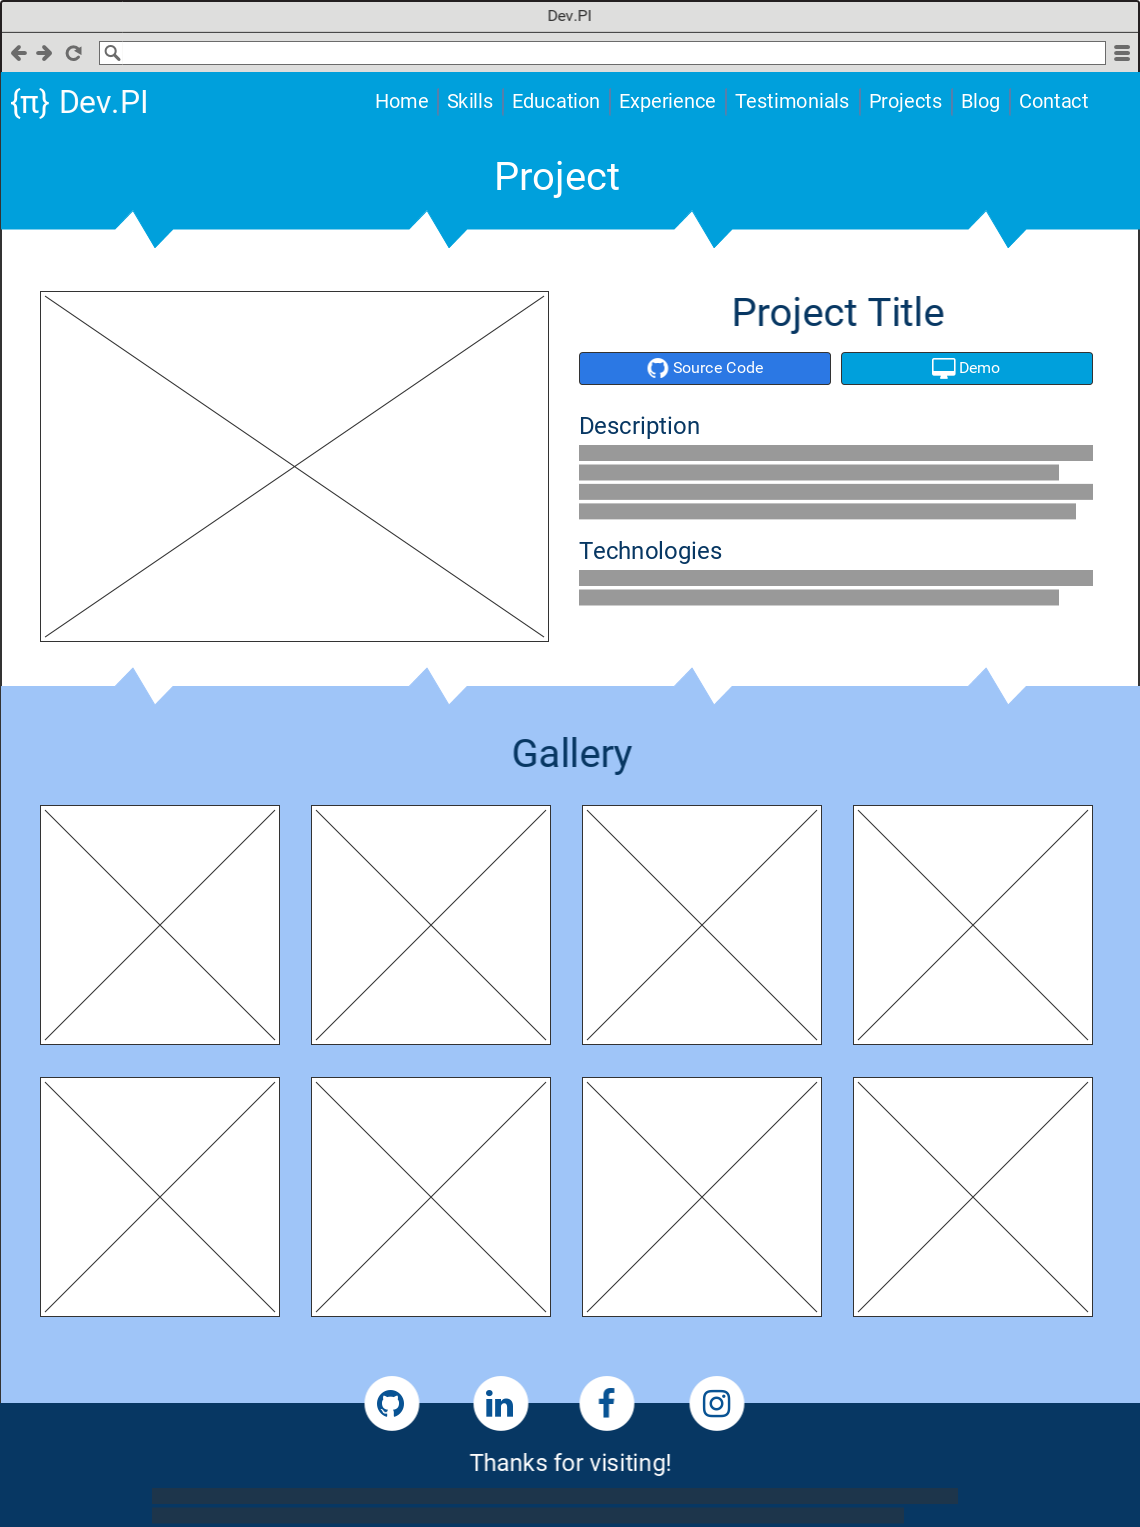 Dev.PI
{π} Dev.PI
Home Skills Education Experience Testimonials Projects Blog Contact
Project
Project Title
Source Code Demo
Description
Technologies
Gallery
Thanks for visiting!